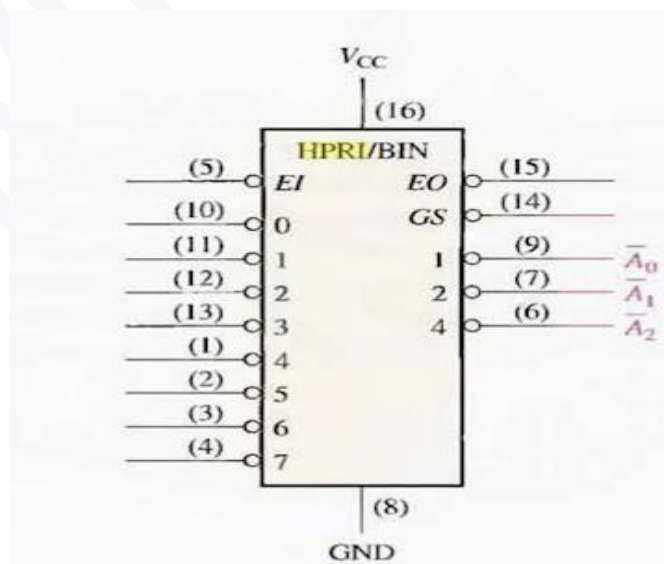 V_CC
(16)
HPRI/BIN
(5) EI EO (15)
(10) 0 GS (14)
(11) 1 1 (9) A̅₀
(12) 2 2 (7) A̅₁
(13) 3 4 (6) A̅₂
(1) 4
(2) 5
(3) 6
(4) 7
(8)
GND